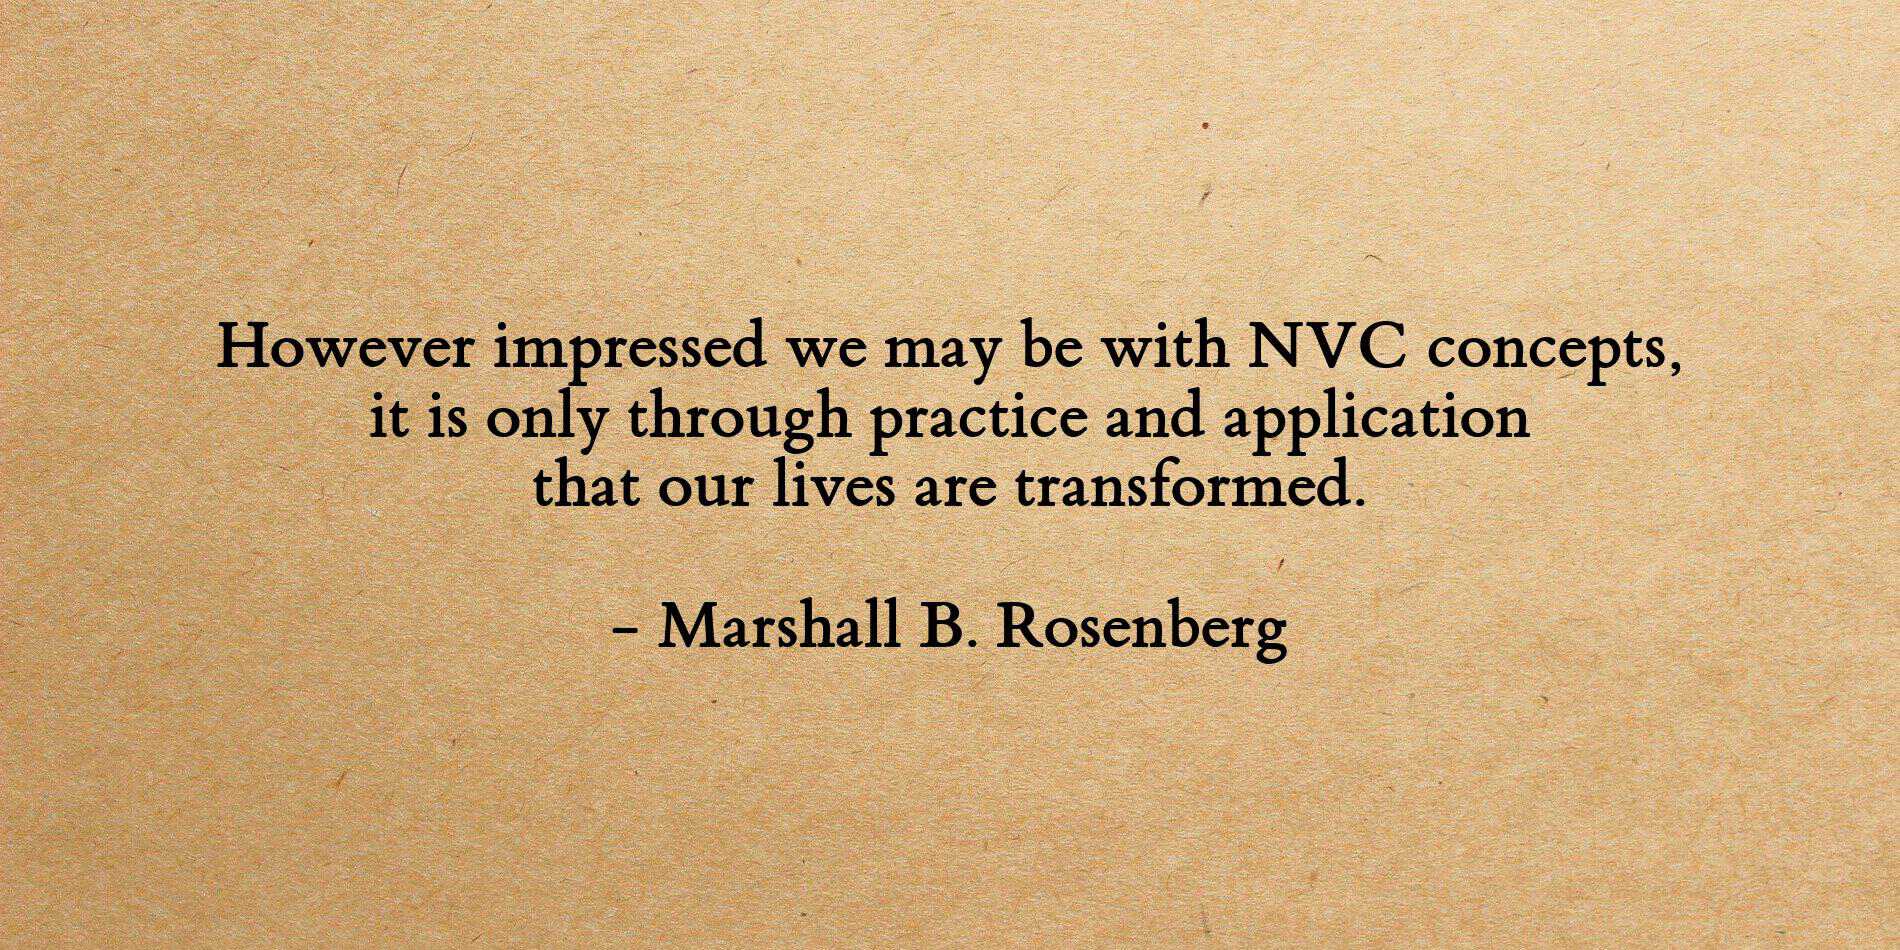 However impressed we may be with NVC concepts,
it is only through practice and application
that our lives are transformed.
– Marshall B. Rosenberg